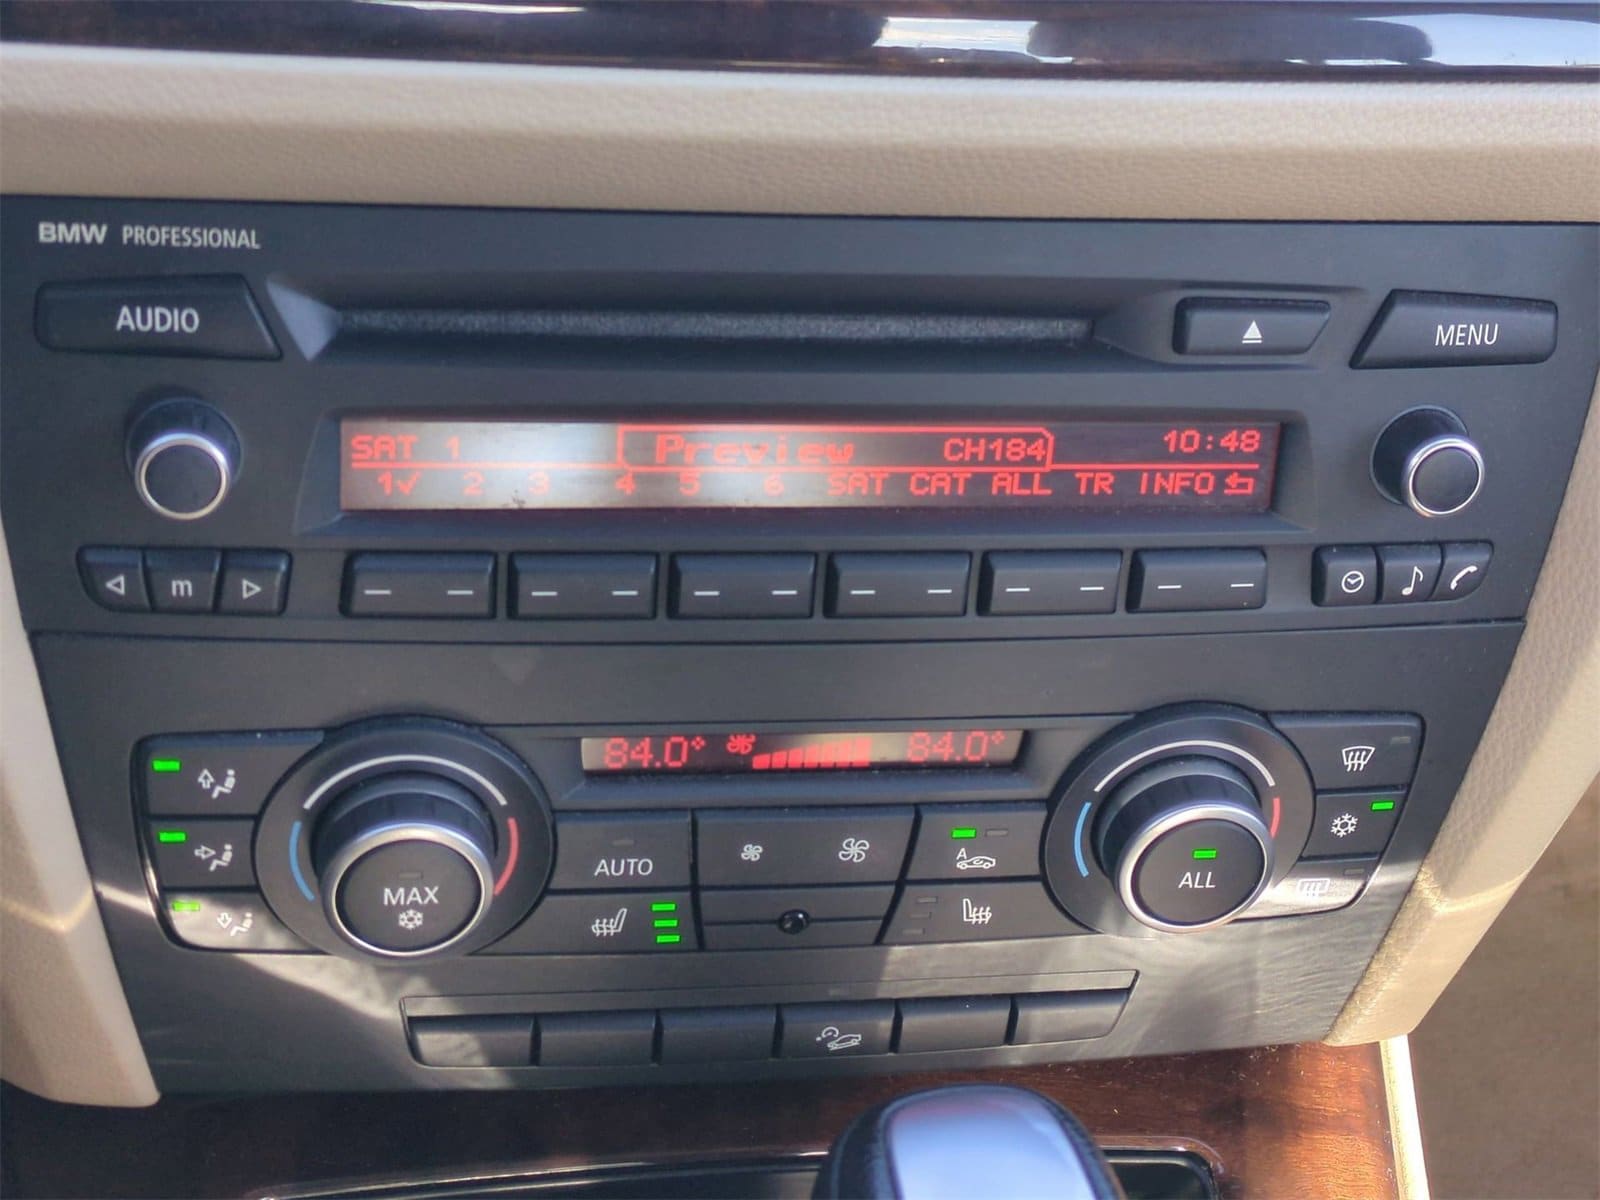 BMW PROFESSIONAL
AUDIO
MENU
SAT 1 Preview CH184 10:48
1✓ 2 3 4 5 6 SAT CAT ALL TR INFO
m
84.0° 84.0°
AUTO
A
MAX
ALL